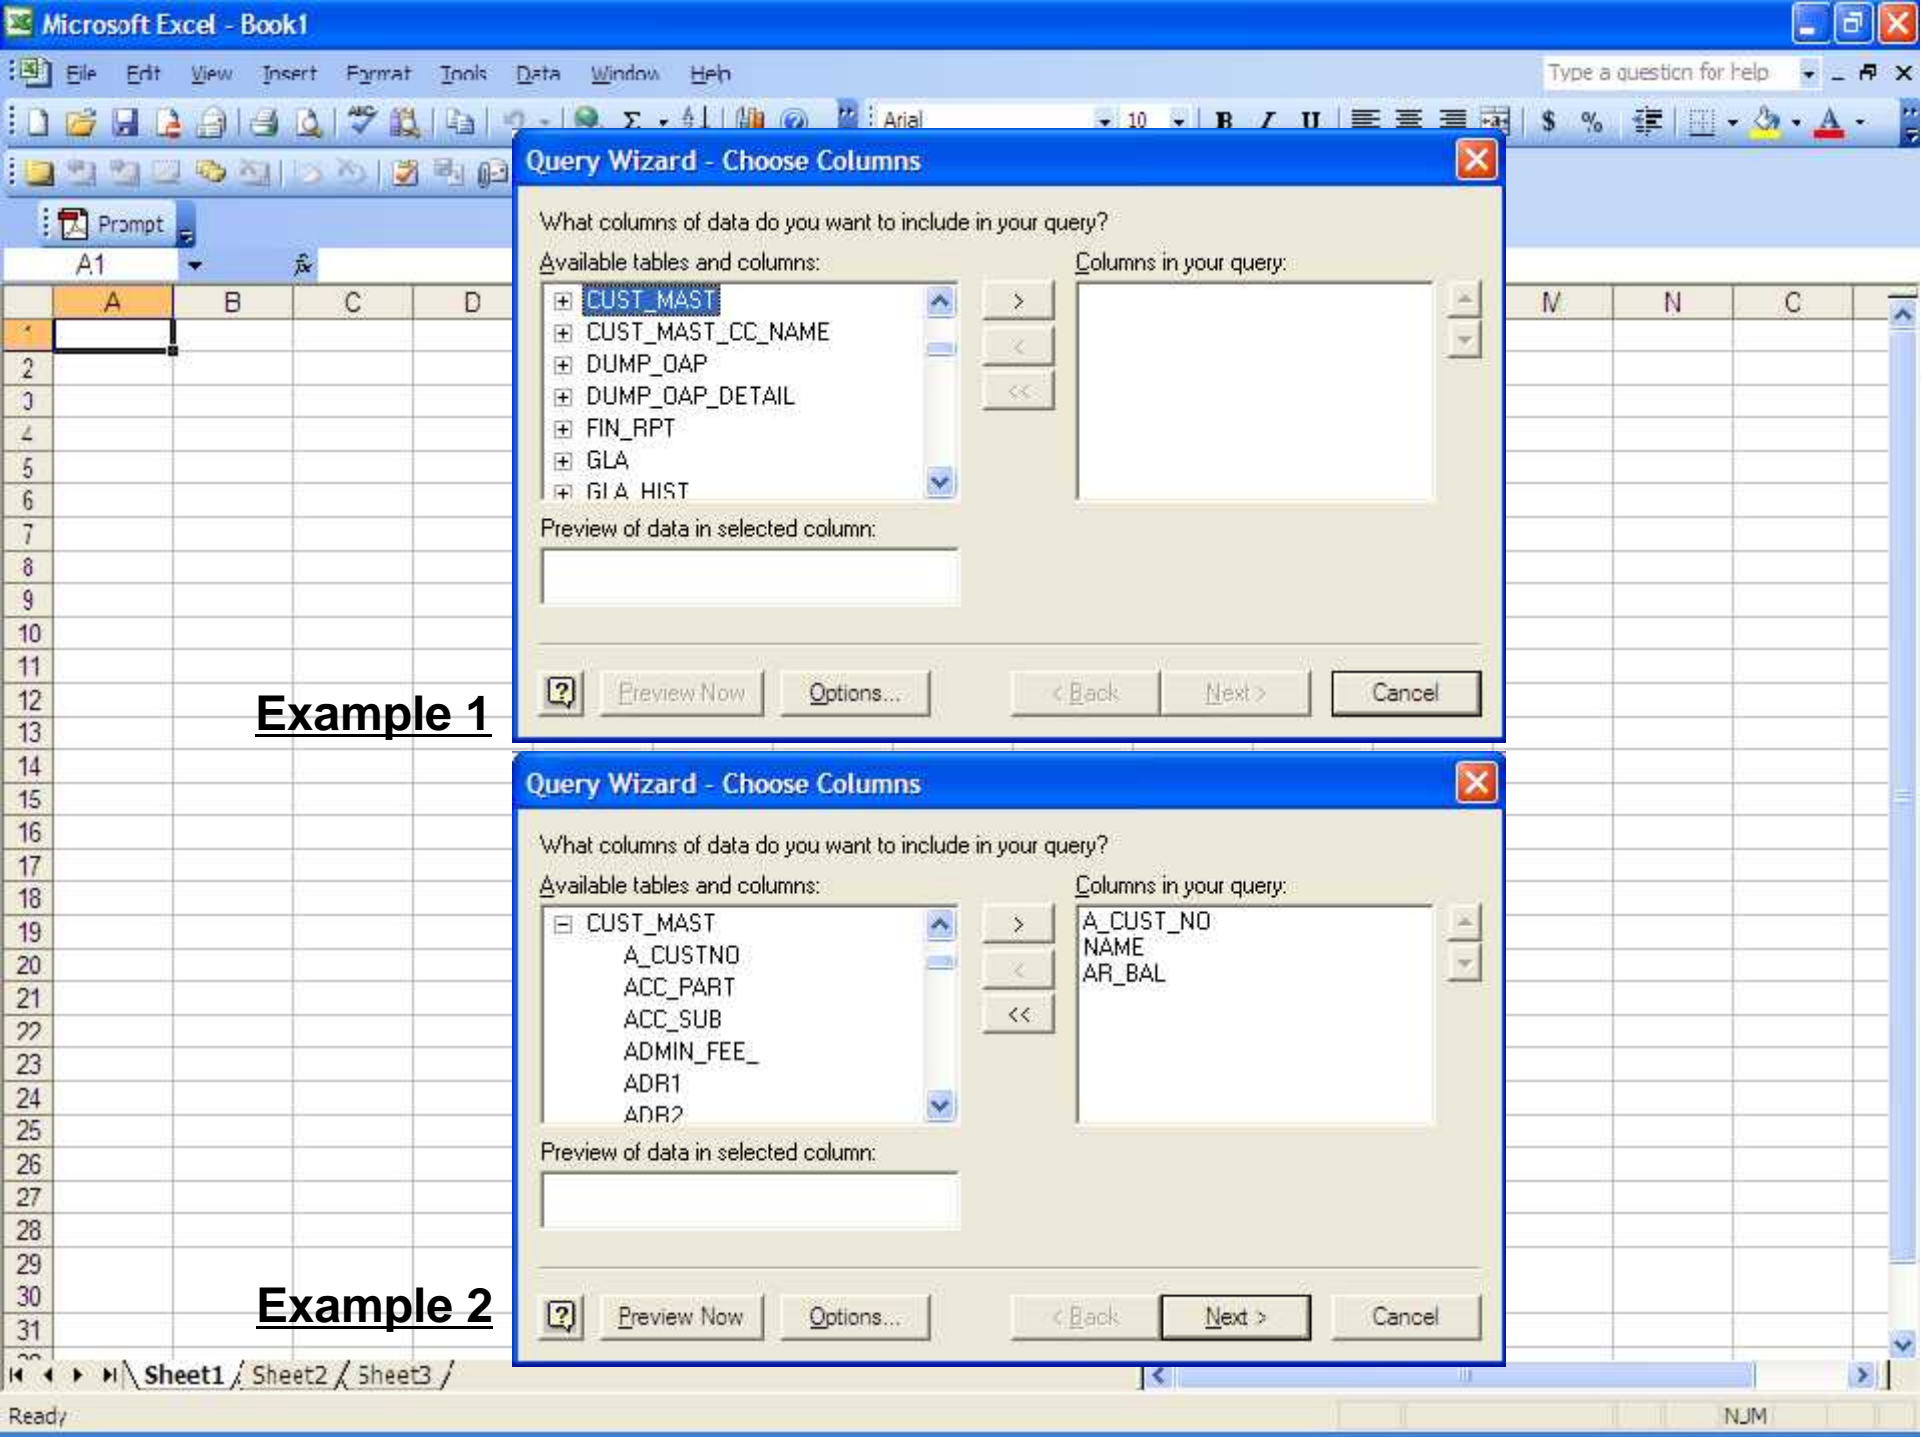 Microsoft Excel - Book1
File Edit View Insert Format Tools Data Window Help
Type a question for help
Arial 10 B I U $ %
Prompt
A1
A B C D M N O
1
2
3
4
5
6
7
8
9
10
11
12
13
14
15
16
17
18
19
20
21
22
23
24
25
26
27
28
29
30
31
Query Wizard - Choose Columns
What columns of data do you want to include in your query?
Available tables and columns:
Columns in your query:
CUST_MAST
CUST_MAST_CC_NAME
DUMP_OAP
DUMP_OAP_DETAIL
FIN_RPT
GLA
GLA_HIST
>
<
<<
Preview of data in selected column:
Preview Now Options... < Back Next > Cancel
Example 1
Query Wizard - Choose Columns
What columns of data do you want to include in your query?
Available tables and columns:
Columns in your query:
CUST_MAST
A_CUSTNO
ACC_PART
ACC_SUB
ADMIN_FEE_
ADR1
ADR2
>
<
<<
A_CUST_NO
NAME
AR_BAL
Preview of data in selected column:
Preview Now Options... < Back Next > Cancel
Example 2
Sheet1 Sheet2 Sheet3
Ready
NUM